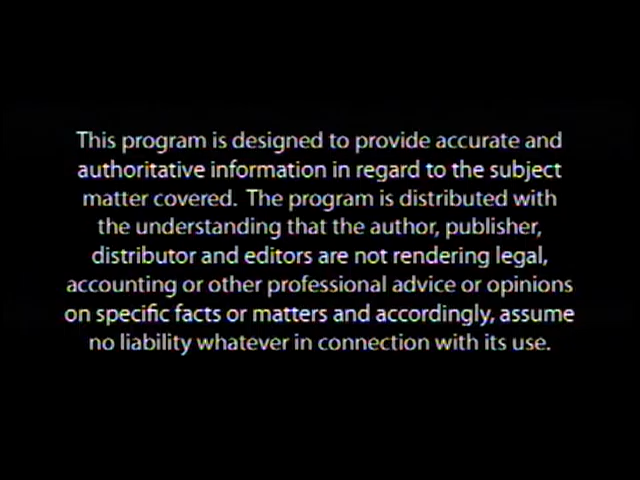 This program is designed to provide accurate and
authoritative information in regard to the subject
matter covered. The program is distributed with
the understanding that the author, publisher,
distributor and editors are not rendering legal,
accounting or other professional advice or opinions
on specific facts or matters and accordingly, assume
no liability whatever in connection with its use.